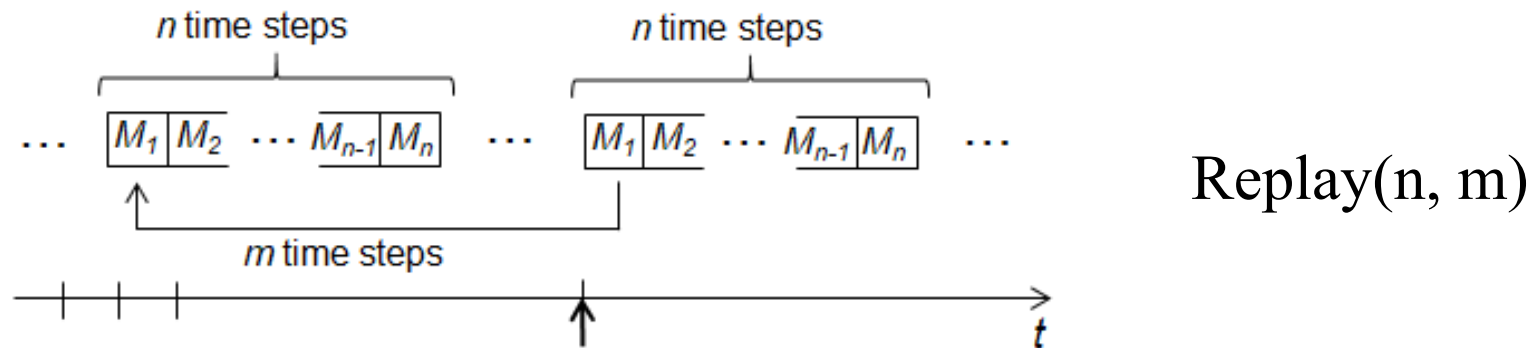 n time steps n time steps
... M1 M2 ... Mn-1 Mn ... M1 M2 ... Mn-1 Mn ...
Replay(n, m)
m time steps
t